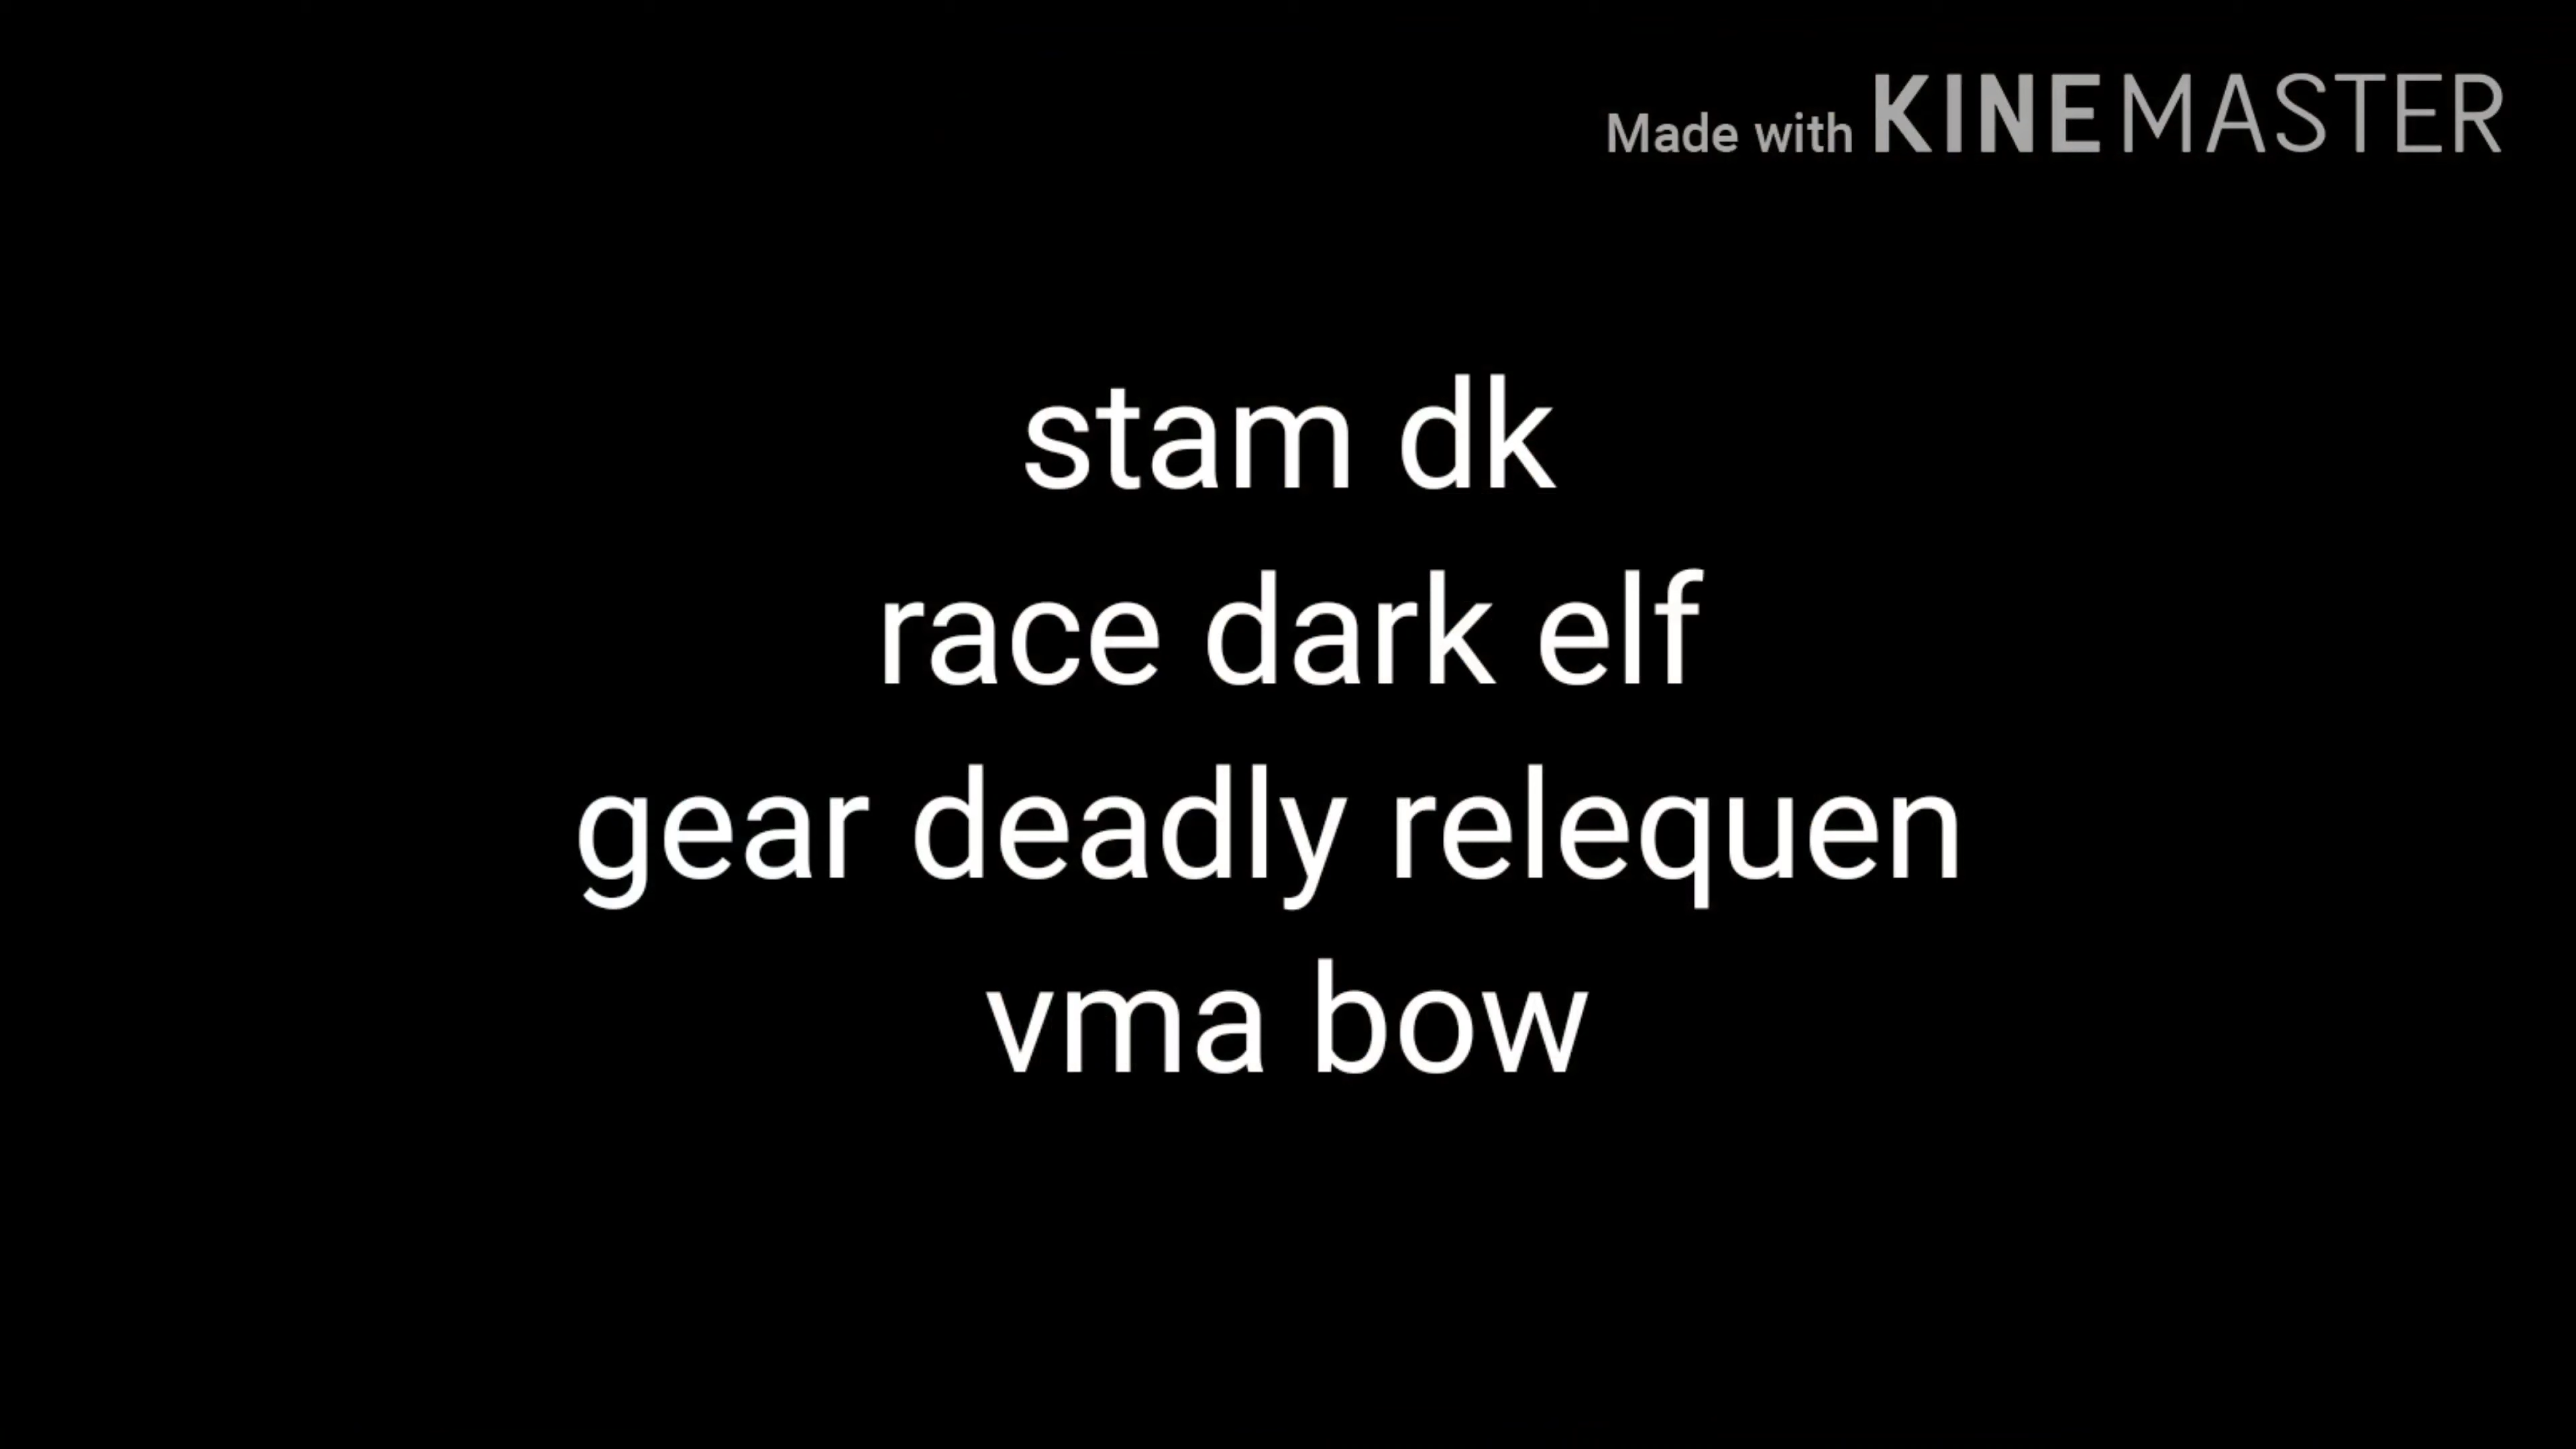 Made with KINEMASTER
stam dk
race dark elf
gear deadly relequen
vma bow